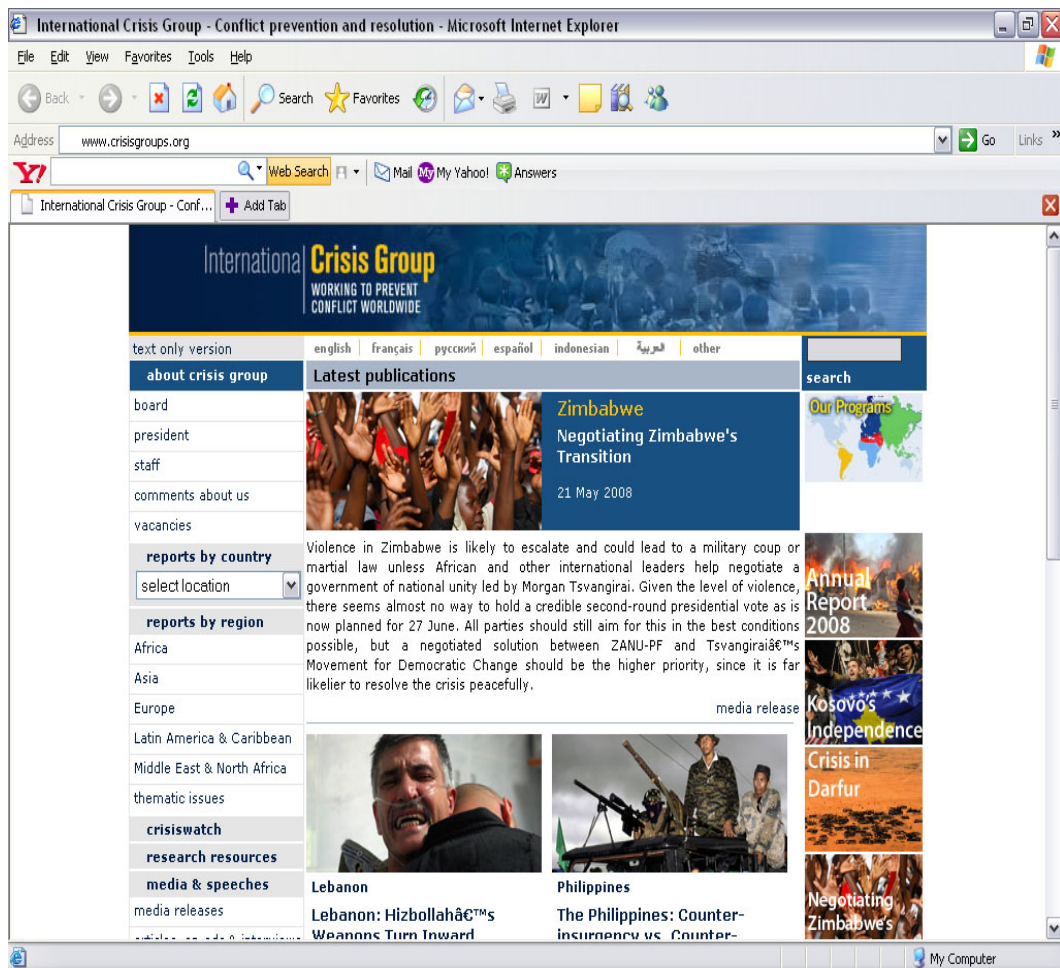 International Crisis Group - Conflict prevention and resolution - Microsoft Internet Explorer
File Edit View Favorites Tools Help
Back Search Favorites
Address www.crisisgroups.org Go Links »
Y! Web Search Mail My My Yahoo! Answers
International Crisis Group - Conf... Add Tab
Internationa Crisis Group
WORKING TO PREVENT
CONFLICT WORLDWIDE
text only version
english français русский español indonesian العربية other
about crisis group
board
president
staff
comments about us
vacancies
reports by country
select location
reports by region
Africa
Asia
Europe
Latin America & Caribbean
Middle East & North Africa
thematic issues
crisiswatch
research resources
media & speeches
media releases
Latest publications
Zimbabwe
Negotiating Zimbabwe's
Transition
21 May 2008
Violence in Zimbabwe is likely to escalate and could lead to a military coup or
martial law unless African and other international leaders help negotiate a
government of national unity led by Morgan Tsvangirai. Given the level of violence,
there seems almost no way to hold a credible second-round presidential vote as is
now planned for 27 June. All parties should still aim for this in the best conditions
possible, but a negotiated solution between ZANU-PF and Tsvangiraiâ€™s
Movement for Democratic Change should be the higher priority, since it is far
likelier to resolve the crisis peacefully.
media release
Lebanon
Lebanon: Hizbollahâ€™s
Weapons Turn Inward
Philippines
The Philippines: Counter-
insurgency vs. Counter-
search
Our Programs
Annual
Report
2008
Kosovo's
Independence
Crisis in
Darfur
Negotiating
Zimbabwe's
My Computer